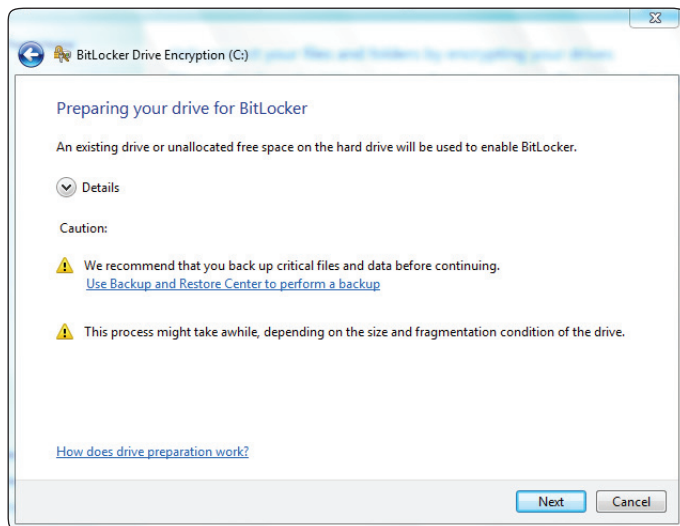 BitLocker Drive Encryption (C:)
Preparing your drive for BitLocker
An existing drive or unallocated free space on the hard drive will be used to enable BitLocker.
Details
Caution:
We recommend that you back up critical files and data before continuing.
Use Backup and Restore Center to perform a backup
This process might take awhile, depending on the size and fragmentation condition of the drive.
How does drive preparation work?
Next Cancel